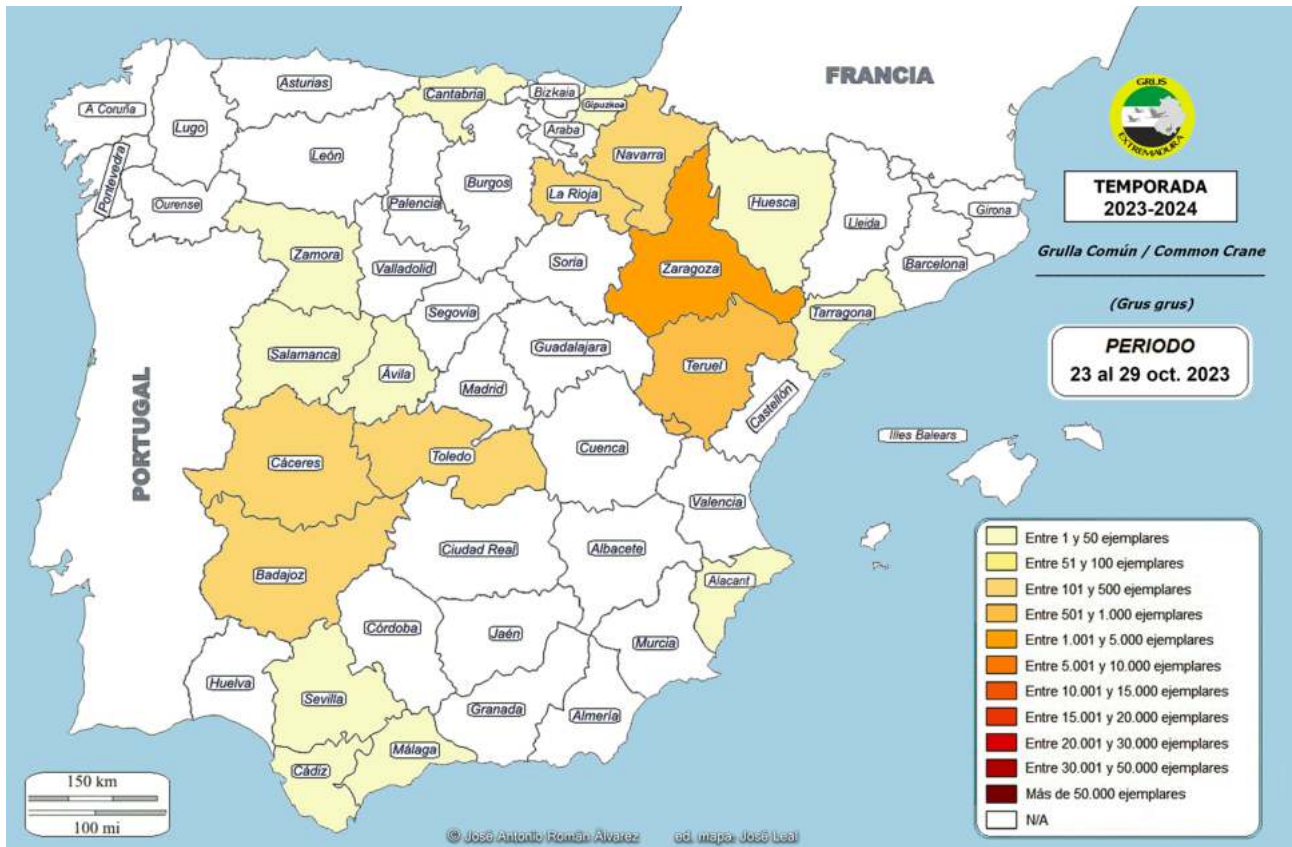 FRANCIA
GRUS
EXTREMADURA
TEMPORADA
2023-2024
Grulla Común / Common Crane
(Grus grus)
PERIODO
23 al 29 oct. 2023
A Coruña
Lugo
Asturias
Cantabria
Bizkaia
Gipuzkoa
Araba
Navarra
Pontevedra
Ourense
León
Palencia
Burgos
La Rioja
Huesca
Lleida
Girona
Barcelona
Zamora
Valladolid
Soria
Zaragoza
Tarragona
Segovia
Salamanca
Ávila
Guadalajara
Teruel
Madrid
Castellón
PORTUGAL
Cáceres
Toledo
Cuenca
Illes Balears
Valencia
Ciudad Real
Albacete
Badajoz
Alacant
Córdoba
Jaén
Murcia
Huelva
Sevilla
Granada
Almería
Málaga
Cádiz
Entre 1 y 50 ejemplares
Entre 51 y 100 ejemplares
Entre 101 y 500 ejemplares
Entre 501 y 1.000 ejemplares
Entre 1.001 y 5.000 ejemplares
Entre 5.001 y 10.000 ejemplares
Entre 10.001 y 15.000 ejemplares
Entre 15.001 y 20.000 ejemplares
Entre 20.001 y 30.000 ejemplares
Entre 30.001 y 50.000 ejemplares
Más de 50.000 ejemplares
N/A
150 km
100 mi
© José Antonio Román Álvarez ed. mapa: José Leal